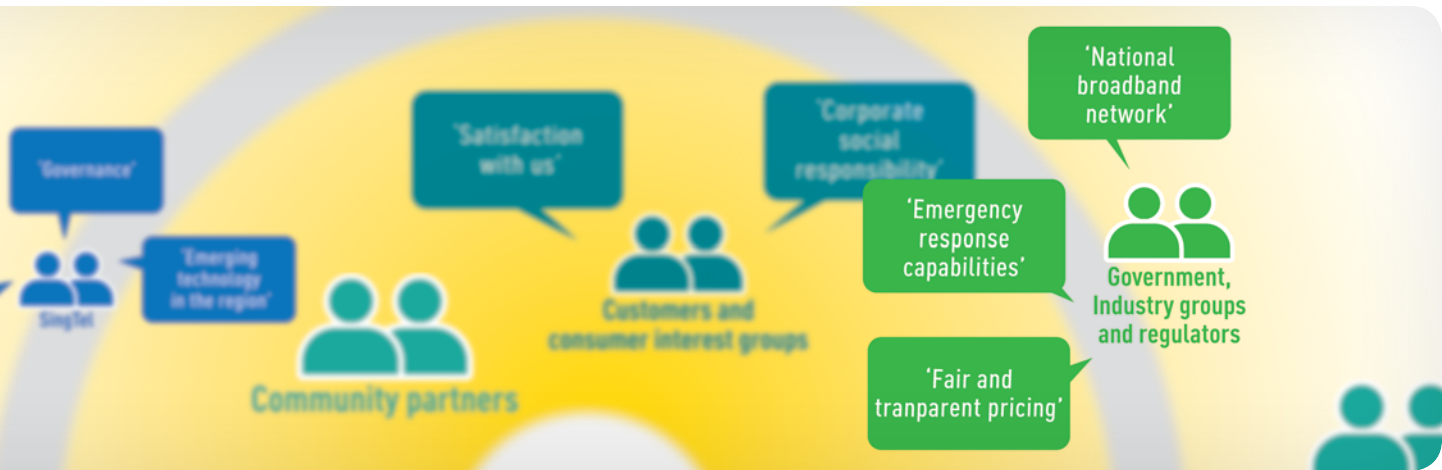 'Governance'
SingTel
'Emerging
technology
in the region'
Community partners
'Satisfaction
with us'
Customers and
consumer interest groups
'Corporate
social
responsibility'
'National
broadband
network'
'Emergency
response
capabilities'
Government,
Industry groups
and regulators
'Fair and
tranparent pricing'